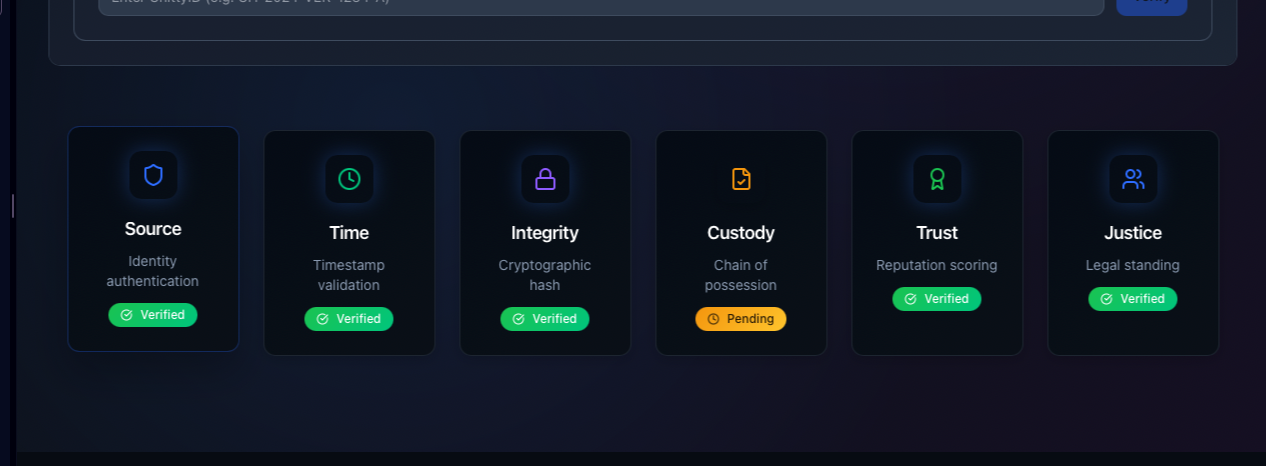 Source
Identity
authentication
Verified
Time
Timestamp
validation
Verified
Integrity
Cryptographic
hash
Verified
Custody
Chain of
possession
Pending
Trust
Reputation scoring
Verified
Justice
Legal standing
Verified